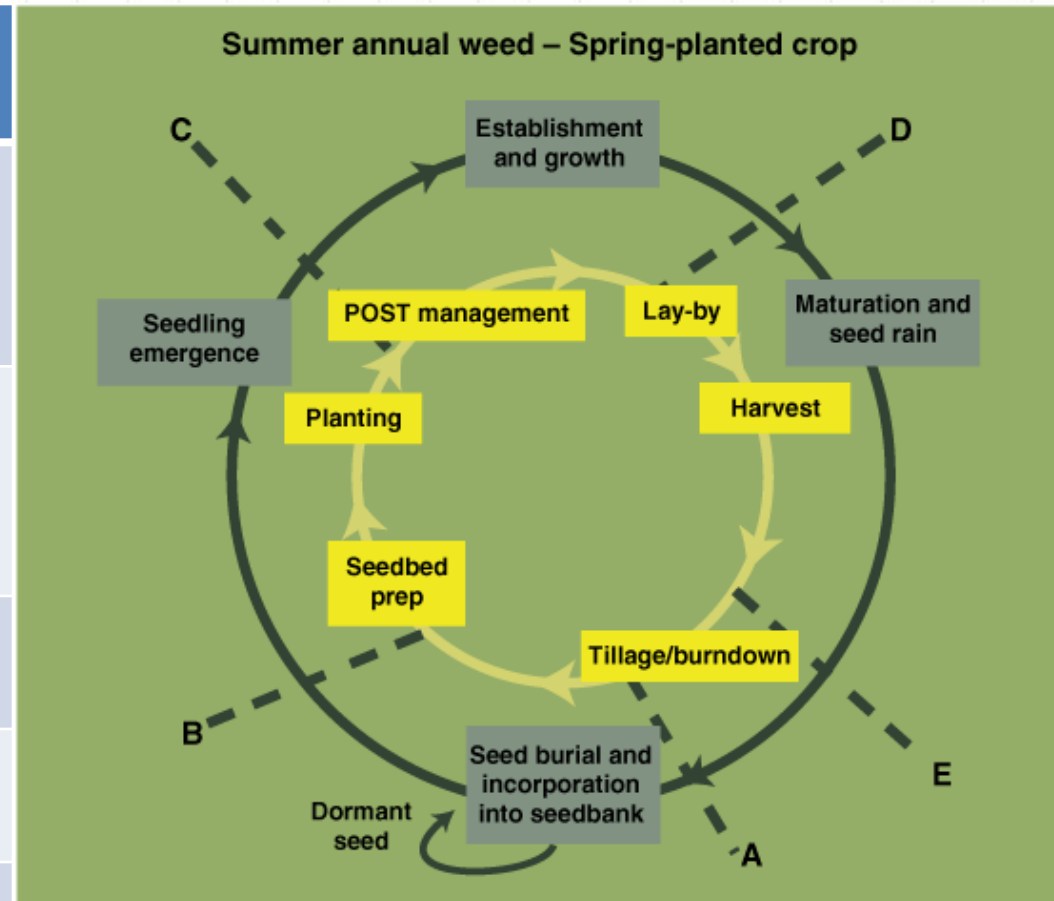 Summer annual weed – Spring-planted crop
C
D
Establishment
and growth
Seedling
emergence
POST management
Lay-by
Maturation and
seed rain
Planting
Harvest
Seedbed
prep
Tillage/burndown
B
E
Seed burial and
incorporation
into seedbank
Dormant
seed
A